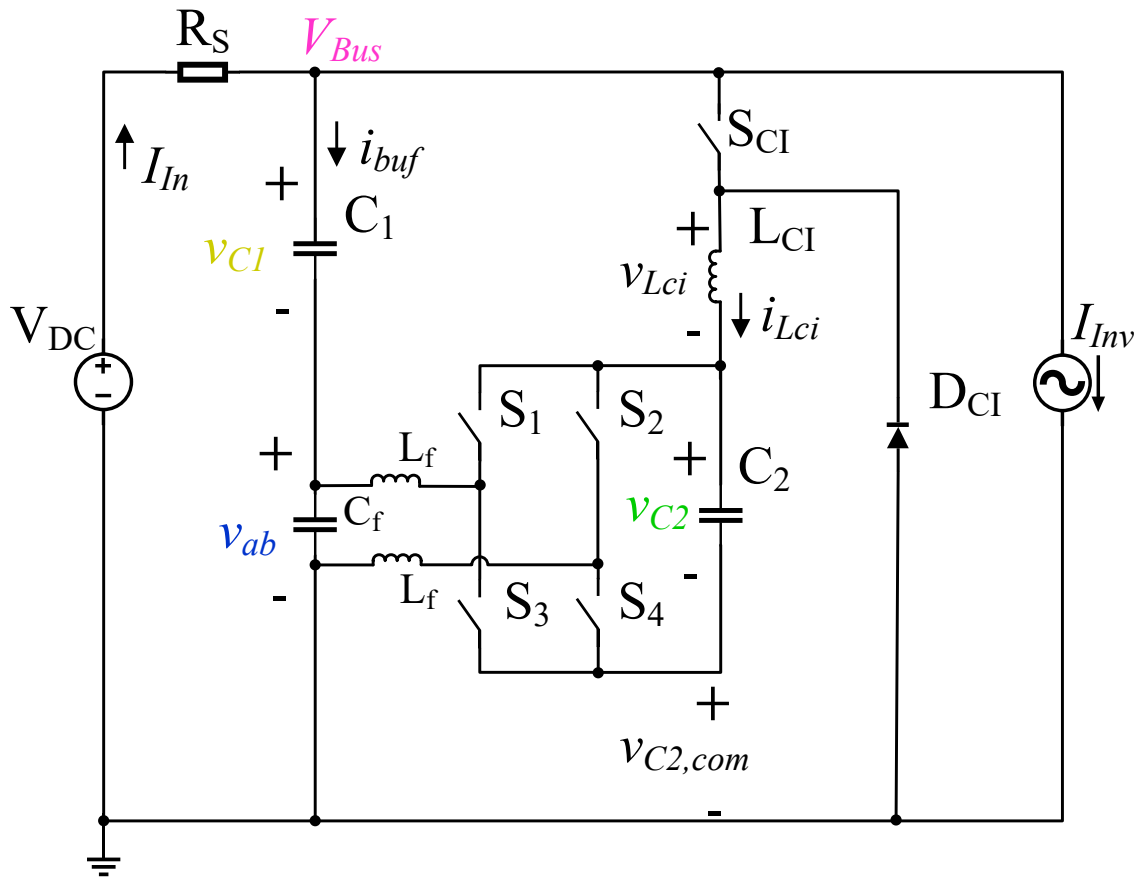 R_S
V_Bus
I_In
i_buf
+
C_1
v_C1
-
S_CI
+
L_CI
v_Lci
-
i_Lci
V_DC
+
-
I_Inv
D_CI
S_1
S_2
+
L_f
+
C_2
C_f
v_ab
v_C2
-
L_f
-
S_3
S_4
+
v_C2,com
-